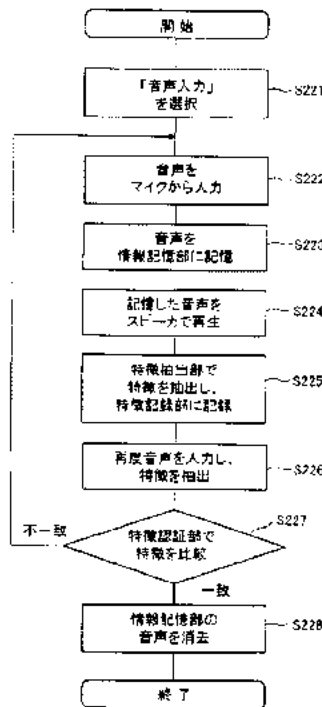 開始
「音声入力」
を選択
S221
音声を
マイクから入力
S222
音声を
情報記憶部に記憶
S223
記憶した音声を
スピーカで再生
S224
特徴抽出部で
特徴を抽出し、
特徴記録部に記録
S225
再度音声を入力し、
特徴を抽出
S226
S227
不一致
特徴認証部で
特徴を比較
一致
情報記憶部の
音声を消去
S228
終了